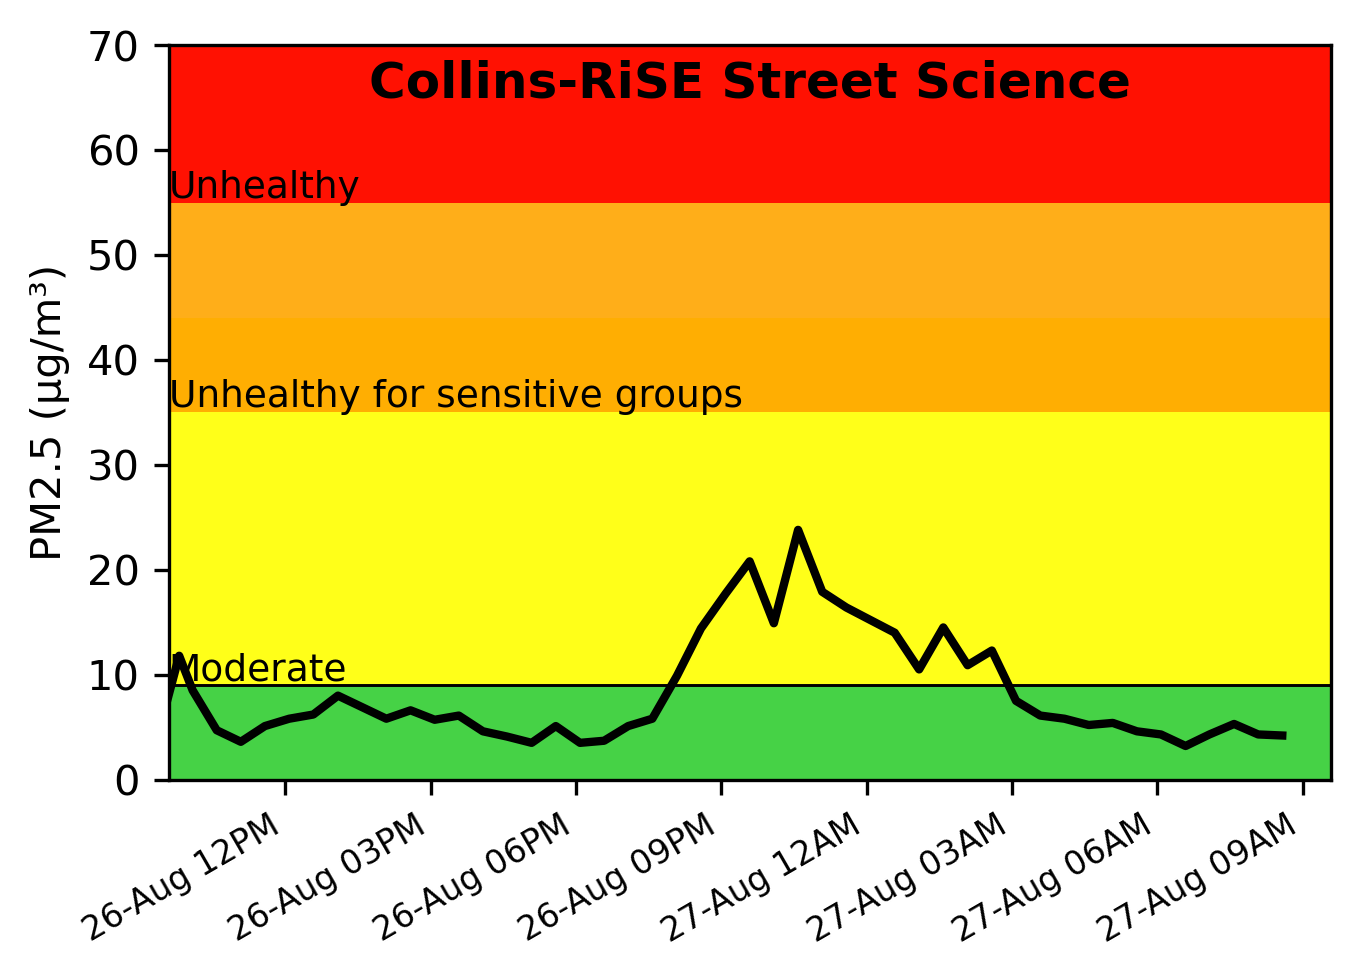 Collins-RiSE Street Science
70
60
Unhealthy
50
40
Unhealthy for sensitive groups
30
20
Moderate
10
0
PM2.5 (µg/m³)
26-Aug 12PM
26-Aug 03PM
26-Aug 06PM
26-Aug 09PM
27-Aug 12AM
27-Aug 03AM
27-Aug 06AM
27-Aug 09AM